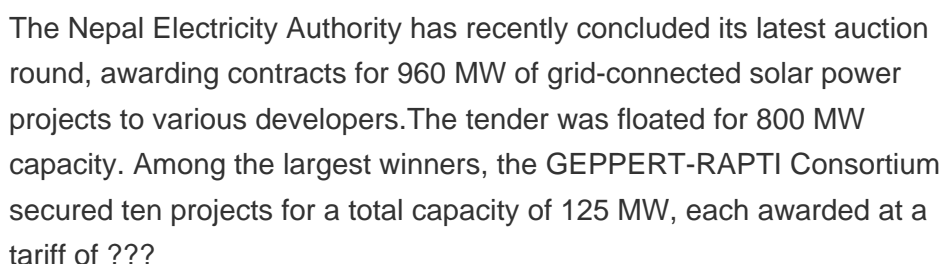 The Nepal Electricity Authority has recently concluded its latest auction
round, awarding contracts for 960 MW of grid-connected solar power
projects to various developers.The tender was floated for 800 MW
capacity. Among the largest winners, the GEPPERT-RAPTI Consortium
secured ten projects for a total capacity of 125 MW, each awarded at a
tariff of ???